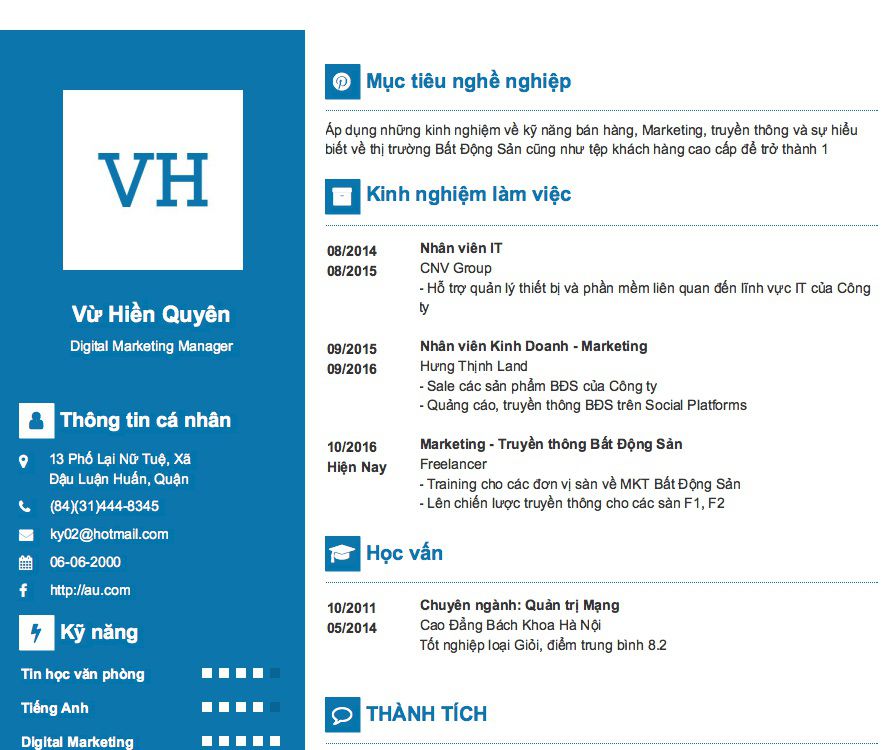 VH
Vừ Hiền Quyên
Digital Marketing Manager
Thông tin cá nhân
13 Phố Lại Nữ Tuệ, Xã
Đậu Luận Huấn, Quận
(84)(31)444-8345
ky02@hotmail.com
06-06-2000
http://au.com
Kỹ năng
Tin học văn phòng
Tiếng Anh
Digital Marketing
Mục tiêu nghề nghiệp
Áp dụng những kinh nghiệm về kỹ năng bán hàng, Marketing, truyền thông và sự hiểu
biết về thị trường Bất Động Sản cũng như tệp khách hàng cao cấp để trở thành 1
Kinh nghiệm làm việc
08/2014 Nhân viên IT
08/2015 CNV Group
- Hỗ trợ quản lý thiết bị và phần mềm liên quan đến lĩnh vực IT của Công
ty
09/2015 Nhân viên Kinh Doanh - Marketing
09/2016 Hưng Thịnh Land
- Sale các sản phẩm BĐS của Công ty
- Quảng cáo, truyền thông BĐS trên Social Platforms
10/2016 Marketing - Truyền thông Bất Động Sản
Hiện Nay Freelancer
- Training cho các đơn vị sàn về MKT Bất Động Sản
- Lên chiến lược truyền thông cho các sàn F1, F2
Học vấn
10/2011 Chuyên ngành: Quản trị Mạng
05/2014 Cao Đẳng Bách Khoa Hà Nội
Tốt nghiệp loại Giỏi, điểm trung bình 8.2
THÀNH TÍCH